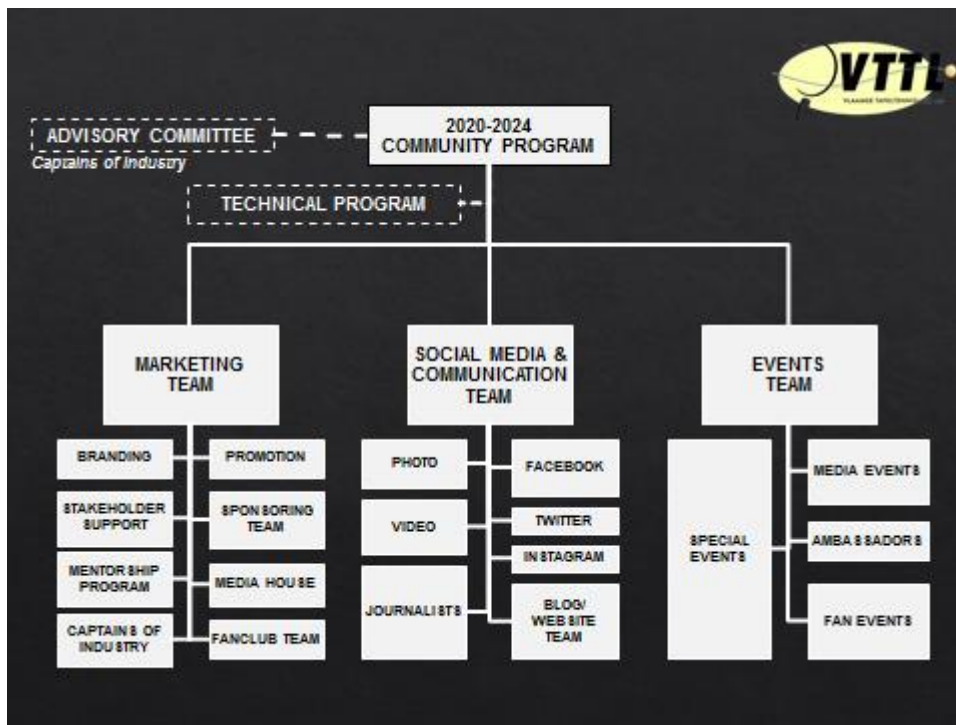 VTTL
VLAAMSE TAFELTENNIS
2020-2024
COMMUNITY PROGRAM
ADVISORY COMMITTEE
Captains of Industry
TECHNICAL PROGRAM
MARKETING
TEAM
SOCIAL MEDIA &
COMMUNICATION
TEAM
EVENTS
TEAM
BRANDING
PROMOTION
STAKEHOLDER
SUPPORT
SPONSORING
TEAM
MENTORSHIP
PROGRAM
MEDIA HOUSE
CAPTAINS OF
INDUSTRY
FANCLUB TEAM
PHOTO
FACEBOOK
VIDEO
TWITTER
INSTAGRAM
JOURNALISTS
BLOG/
WEBSITE
TEAM
SPECIAL
EVENTS
MEDIA EVENTS
AMBASSADORS
FAN EVENTS